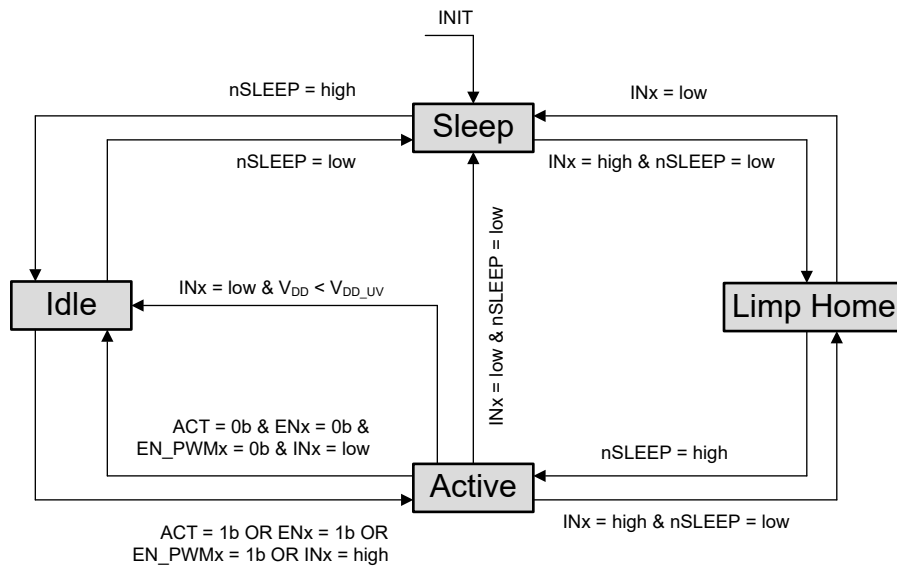 INIT
nSLEEP = high
INx = low
Sleep
nSLEEP = low
INx = high & nSLEEP = low
INx = low & nSLEEP = low
INx = low & V_DD < V_DD_UV
Idle
Limp Home
ACT = 0b & ENx = 0b &
EN_PWMx = 0b & INx = low
nSLEEP = high
Active
INx = high & nSLEEP = low
ACT = 1b OR ENx = 1b OR
EN_PWMx = 1b OR INx = high